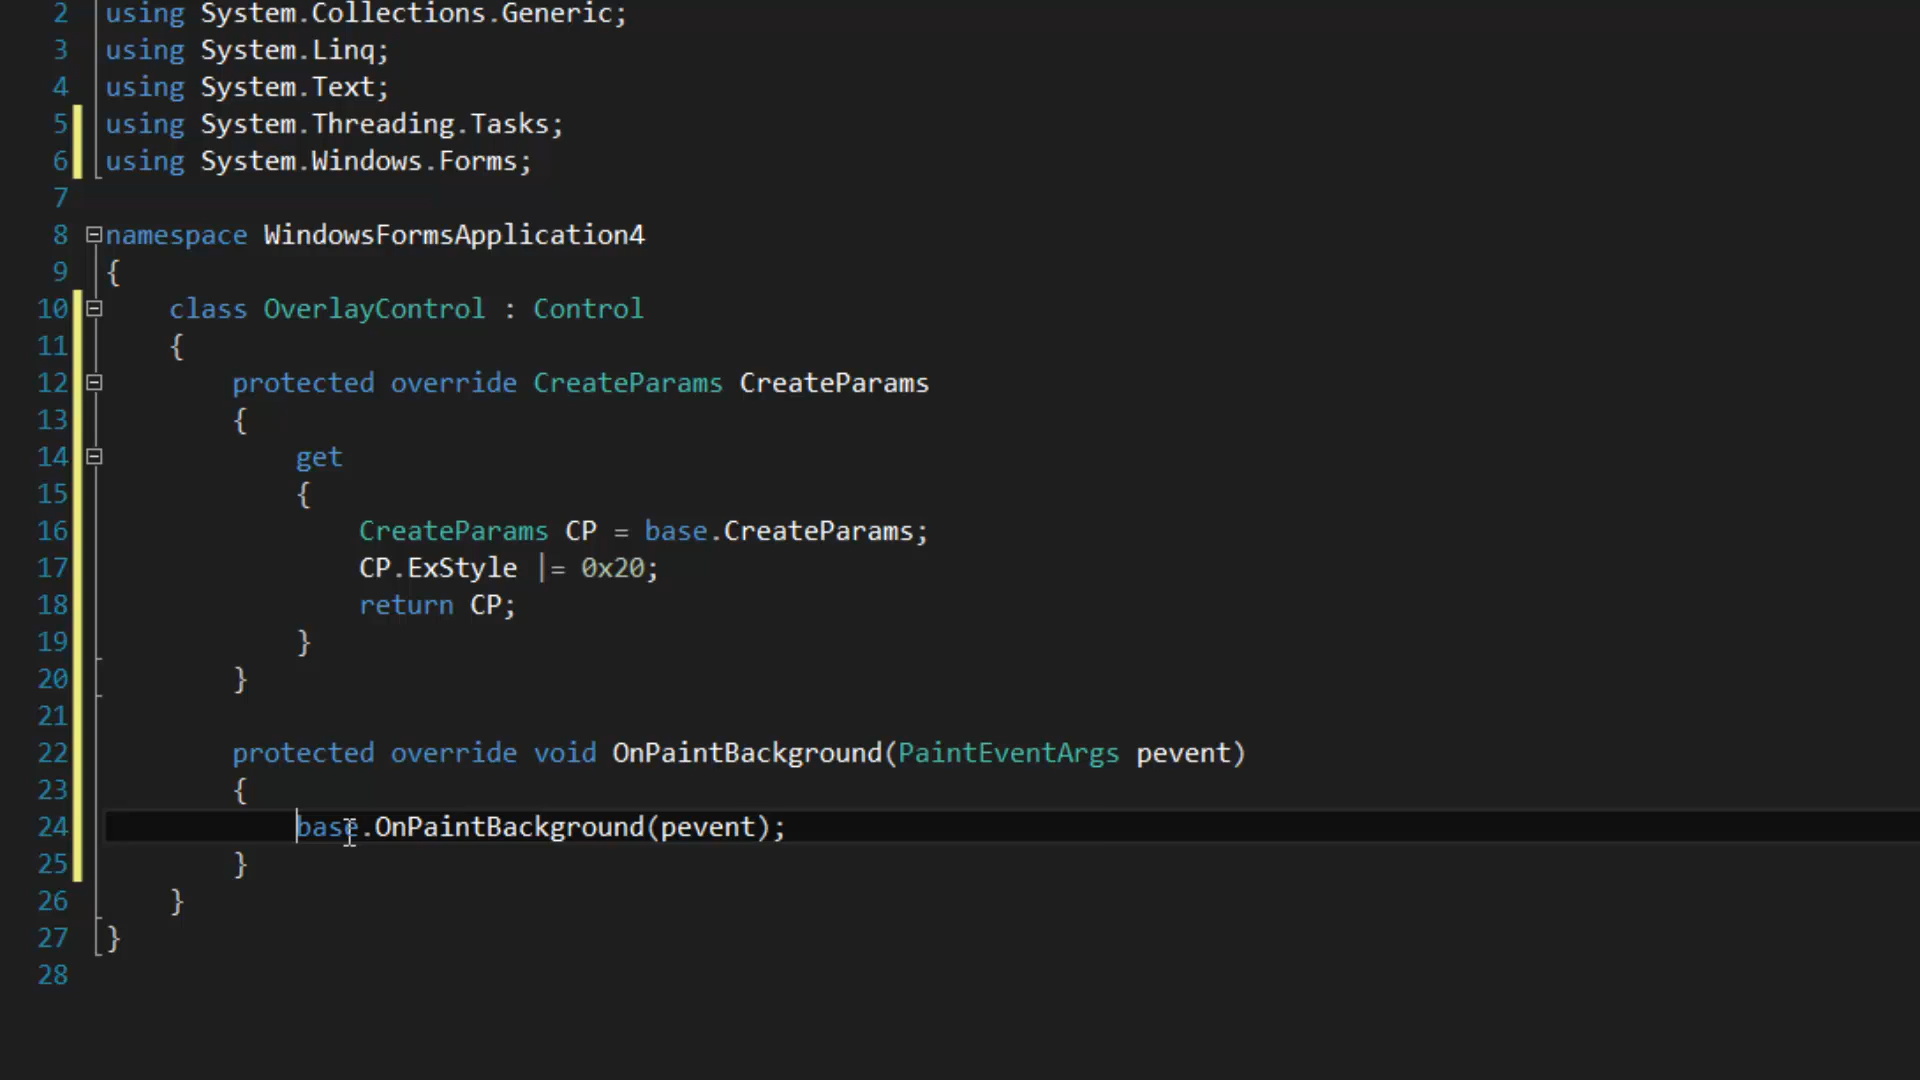 2 using System.Collections.Generic;
3 using System.Linq;
4 using System.Text;
5 using System.Threading.Tasks;
6 using System.Windows.Forms;
7
8 namespace WindowsFormsApplication4
9 {
10 class OverlayControl : Control
11 {
12 protected override CreateParams CreateParams
13 {
14 get
15 {
16 CreateParams CP = base.CreateParams;
17 CP.ExStyle |= 0x20;
18 return CP;
19 }
20 }
21
22 protected override void OnPaintBackground(PaintEventArgs pevent)
23 {
24 base.OnPaintBackground(pevent);
25 }
26 }
27 }
28